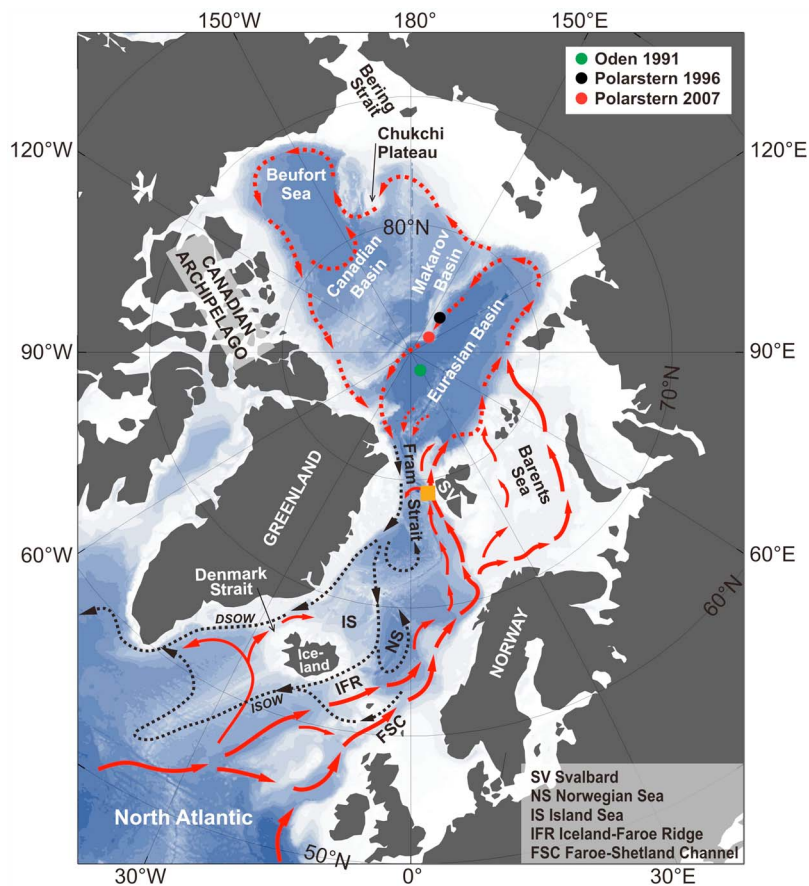 150°W
180°
150°E
Oden 1991
Polarstern 1996
Polarstern 2007
Bering
Strait
Chukchi
Plateau
120°W
120°E
Beufort
Sea
80°N
Canadian
Basin
Makarov
Basin
CANADIAN
ARCHIPELAGO
Eurasian Basin
90°W
90°E
70°N
GREENLAND
Fram
Strait
SV
Barents
Sea
60°W
60°E
Denmark
Strait
60°N
DSOW
IS
NS
NORWAY
Ice-
land
IFR
ISOW
FSC
North Atlantic
SV Svalbard
NS Norwegian Sea
IS Island Sea
IFR Iceland-Faroe Ridge
FSC Faroe-Shetland Channel
50°N
30°W
0°
30°E